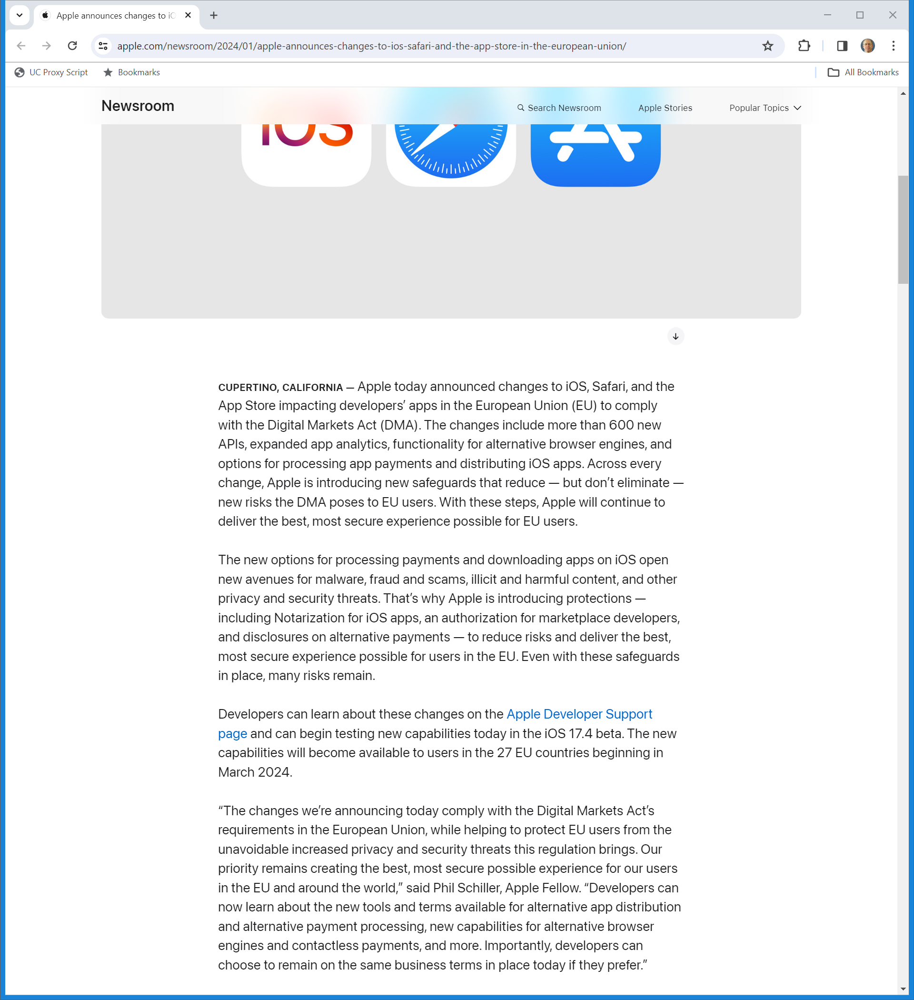 Apple announces changes to iO
apple.com/newsroom/2024/01/apple-announces-changes-to-ios-safari-and-the-app-store-in-the-european-union/
UC Proxy Script Bookmarks All Bookmarks
Newsroom Search Newsroom Apple Stories Popular Topics
iOS
CUPERTINO, CALIFORNIA — Apple today announced changes to iOS, Safari, and the
App Store impacting developers’ apps in the European Union (EU) to comply
with the Digital Markets Act (DMA). The changes include more than 600 new
APIs, expanded app analytics, functionality for alternative browser engines, and
options for processing app payments and distributing iOS apps. Across every
change, Apple is introducing new safeguards that reduce — but don’t eliminate —
new risks the DMA poses to EU users. With these steps, Apple will continue to
deliver the best, most secure experience possible for EU users.
The new options for processing payments and downloading apps on iOS open
new avenues for malware, fraud and scams, illicit and harmful content, and other
privacy and security threats. That’s why Apple is introducing protections —
including Notarization for iOS apps, an authorization for marketplace developers,
and disclosures on alternative payments — to reduce risks and deliver the best,
most secure experience possible for users in the EU. Even with these safeguards
in place, many risks remain.
Developers can learn about these changes on the Apple Developer Support
page and can begin testing new capabilities today in the iOS 17.4 beta. The new
capabilities will become available to users in the 27 EU countries beginning in
March 2024.
“The changes we’re announcing today comply with the Digital Markets Act’s
requirements in the European Union, while helping to protect EU users from the
unavoidable increased privacy and security threats this regulation brings. Our
priority remains creating the best, most secure possible experience for our users
in the EU and around the world,” said Phil Schiller, Apple Fellow. “Developers can
now learn about the new tools and terms available for alternative app distribution
and alternative payment processing, new capabilities for alternative browser
engines and contactless payments, and more. Importantly, developers can
choose to remain on the same business terms in place today if they prefer.”